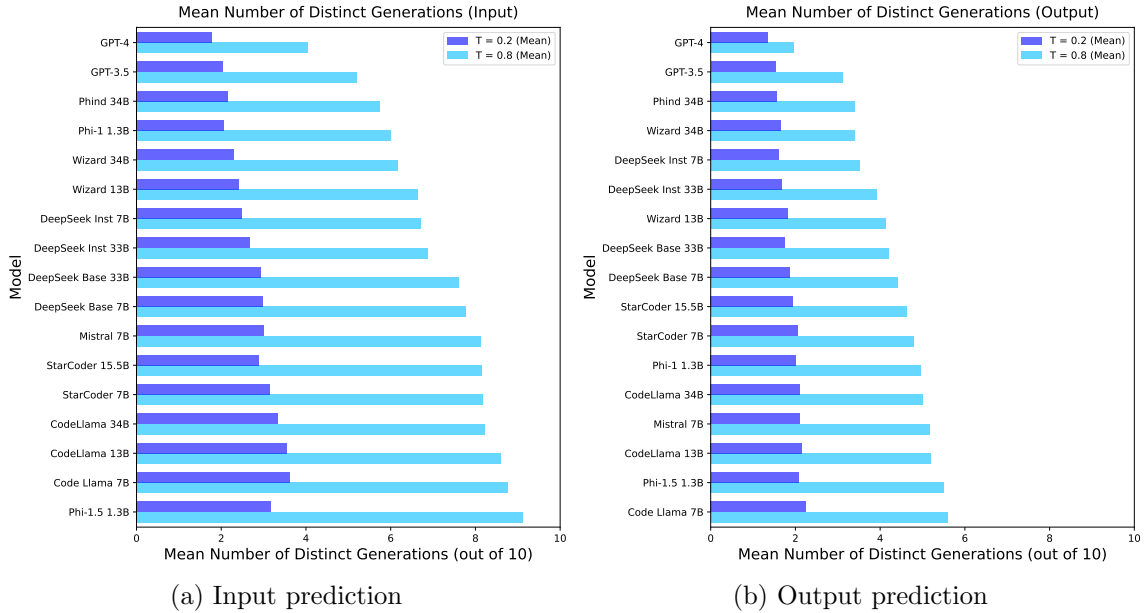 Mean Number of Distinct Generations (Input)
T = 0.2 (Mean)
T = 0.8 (Mean)
Model
GPT-4
GPT-3.5
Phind 34B
Phi-1 1.3B
Wizard 34B
Wizard 13B
DeepSeek Inst 7B
DeepSeek Inst 33B
DeepSeek Base 33B
DeepSeek Base 7B
Mistral 7B
StarCoder 15.5B
StarCoder 7B
CodeLlama 34B
CodeLlama 13B
Code Llama 7B
Phi-1.5 1.3B
0 2 4 6 8 10
Mean Number of Distinct Generations (out of 10)
(a) Input prediction
Mean Number of Distinct Generations (Output)
T = 0.2 (Mean)
T = 0.8 (Mean)
Model
GPT-4
GPT-3.5
Phind 34B
Wizard 34B
DeepSeek Inst 7B
DeepSeek Inst 33B
Wizard 13B
DeepSeek Base 33B
DeepSeek Base 7B
StarCoder 15.5B
StarCoder 7B
Phi-1 1.3B
CodeLlama 34B
Mistral 7B
CodeLlama 13B
Phi-1.5 1.3B
Code Llama 7B
0 2 4 6 8 10
Mean Number of Distinct Generations (out of 10)
(b) Output prediction